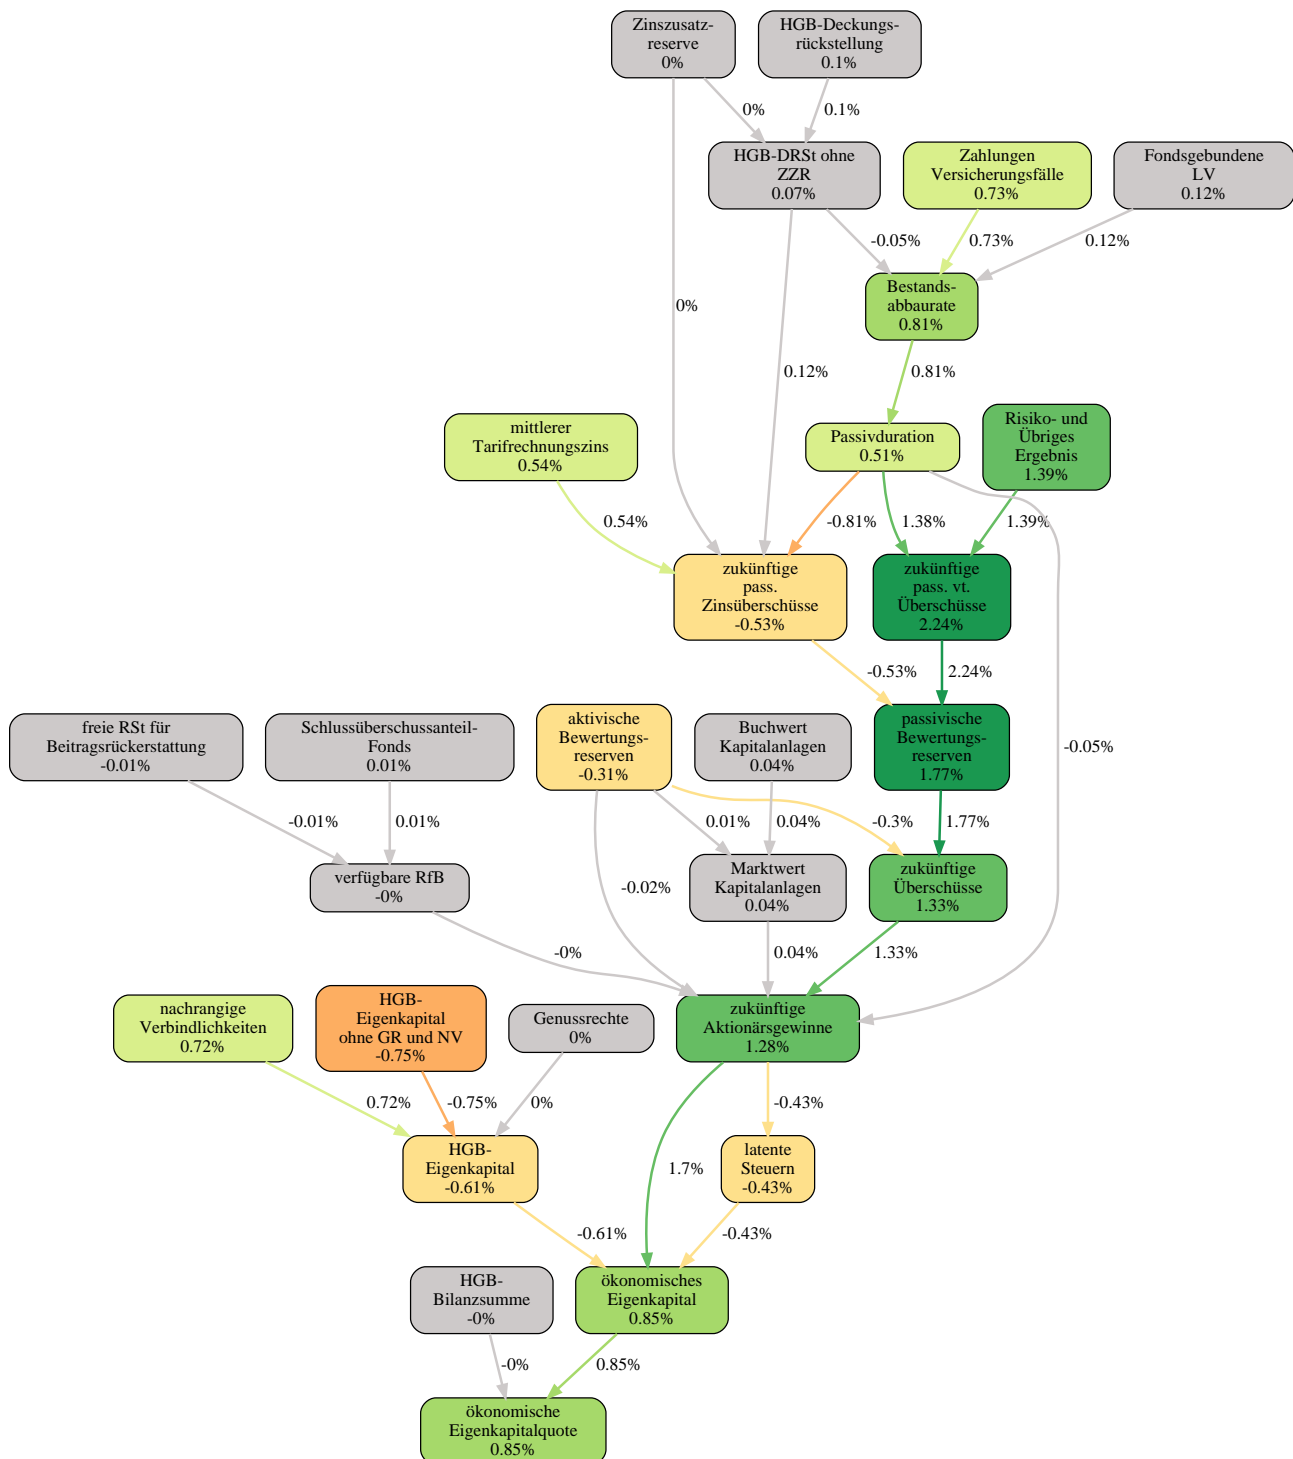 Zinszusatz-
reserve
0%
HGB-Deckungs-
rückstellung
0.1%
0%
0.1%
HGB-DRSt ohne
ZZR
0.07%
Zahlungen
Versicherungsfälle
0.73%
Fondsgebundene
LV
0.12%
-0.05%
0.73%
0.12%
Bestands-
abbaurate
0.81%
0%
0.12%
0.81%
mittlerer
Tarifrechnungszins
0.54%
Passivduration
0.51%
Risiko- und
Übriges
Ergebnis
1.39%
0.54%
-0.81%
1.38%
1.39%
zukünftige
pass.
Zinsüberschüsse
-0.53%
zukünftige
pass. vt.
Überschüsse
2.24%
-0.53%
2.24%
freie RSt für
Beitragsrückerstattung
-0.01%
Schlussüberschussanteil-
Fonds
0.01%
aktivische
Bewertungs-
reserven
-0.31%
Buchwert
Kapitalanlagen
0.04%
passivische
Bewertungs-
reserven
1.77%
-0.05%
-0.01%
0.01%
0.01%
0.04%
-0.3%
1.77%
verfügbare RfB
-0%
-0.02%
Marktwert
Kapitalanlagen
0.04%
zukünftige
Überschüsse
1.33%
-0%
0.04%
1.33%
nachrangige
Verbindlichkeiten
0.72%
HGB-
Eigenkapital
ohne GR und NV
-0.75%
Genussrechte
0%
zukünftige
Aktionärsgewinne
1.28%
0.72%
-0.75%
0%
-0.43%
HGB-
Eigenkapital
-0.61%
1.7%
latente
Steuern
-0.43%
-0.61%
-0.43%
HGB-
Bilanzsumme
-0%
ökonomisches
Eigenkapital
0.85%
-0%
0.85%
ökonomische
Eigenkapitalquote
0.85%